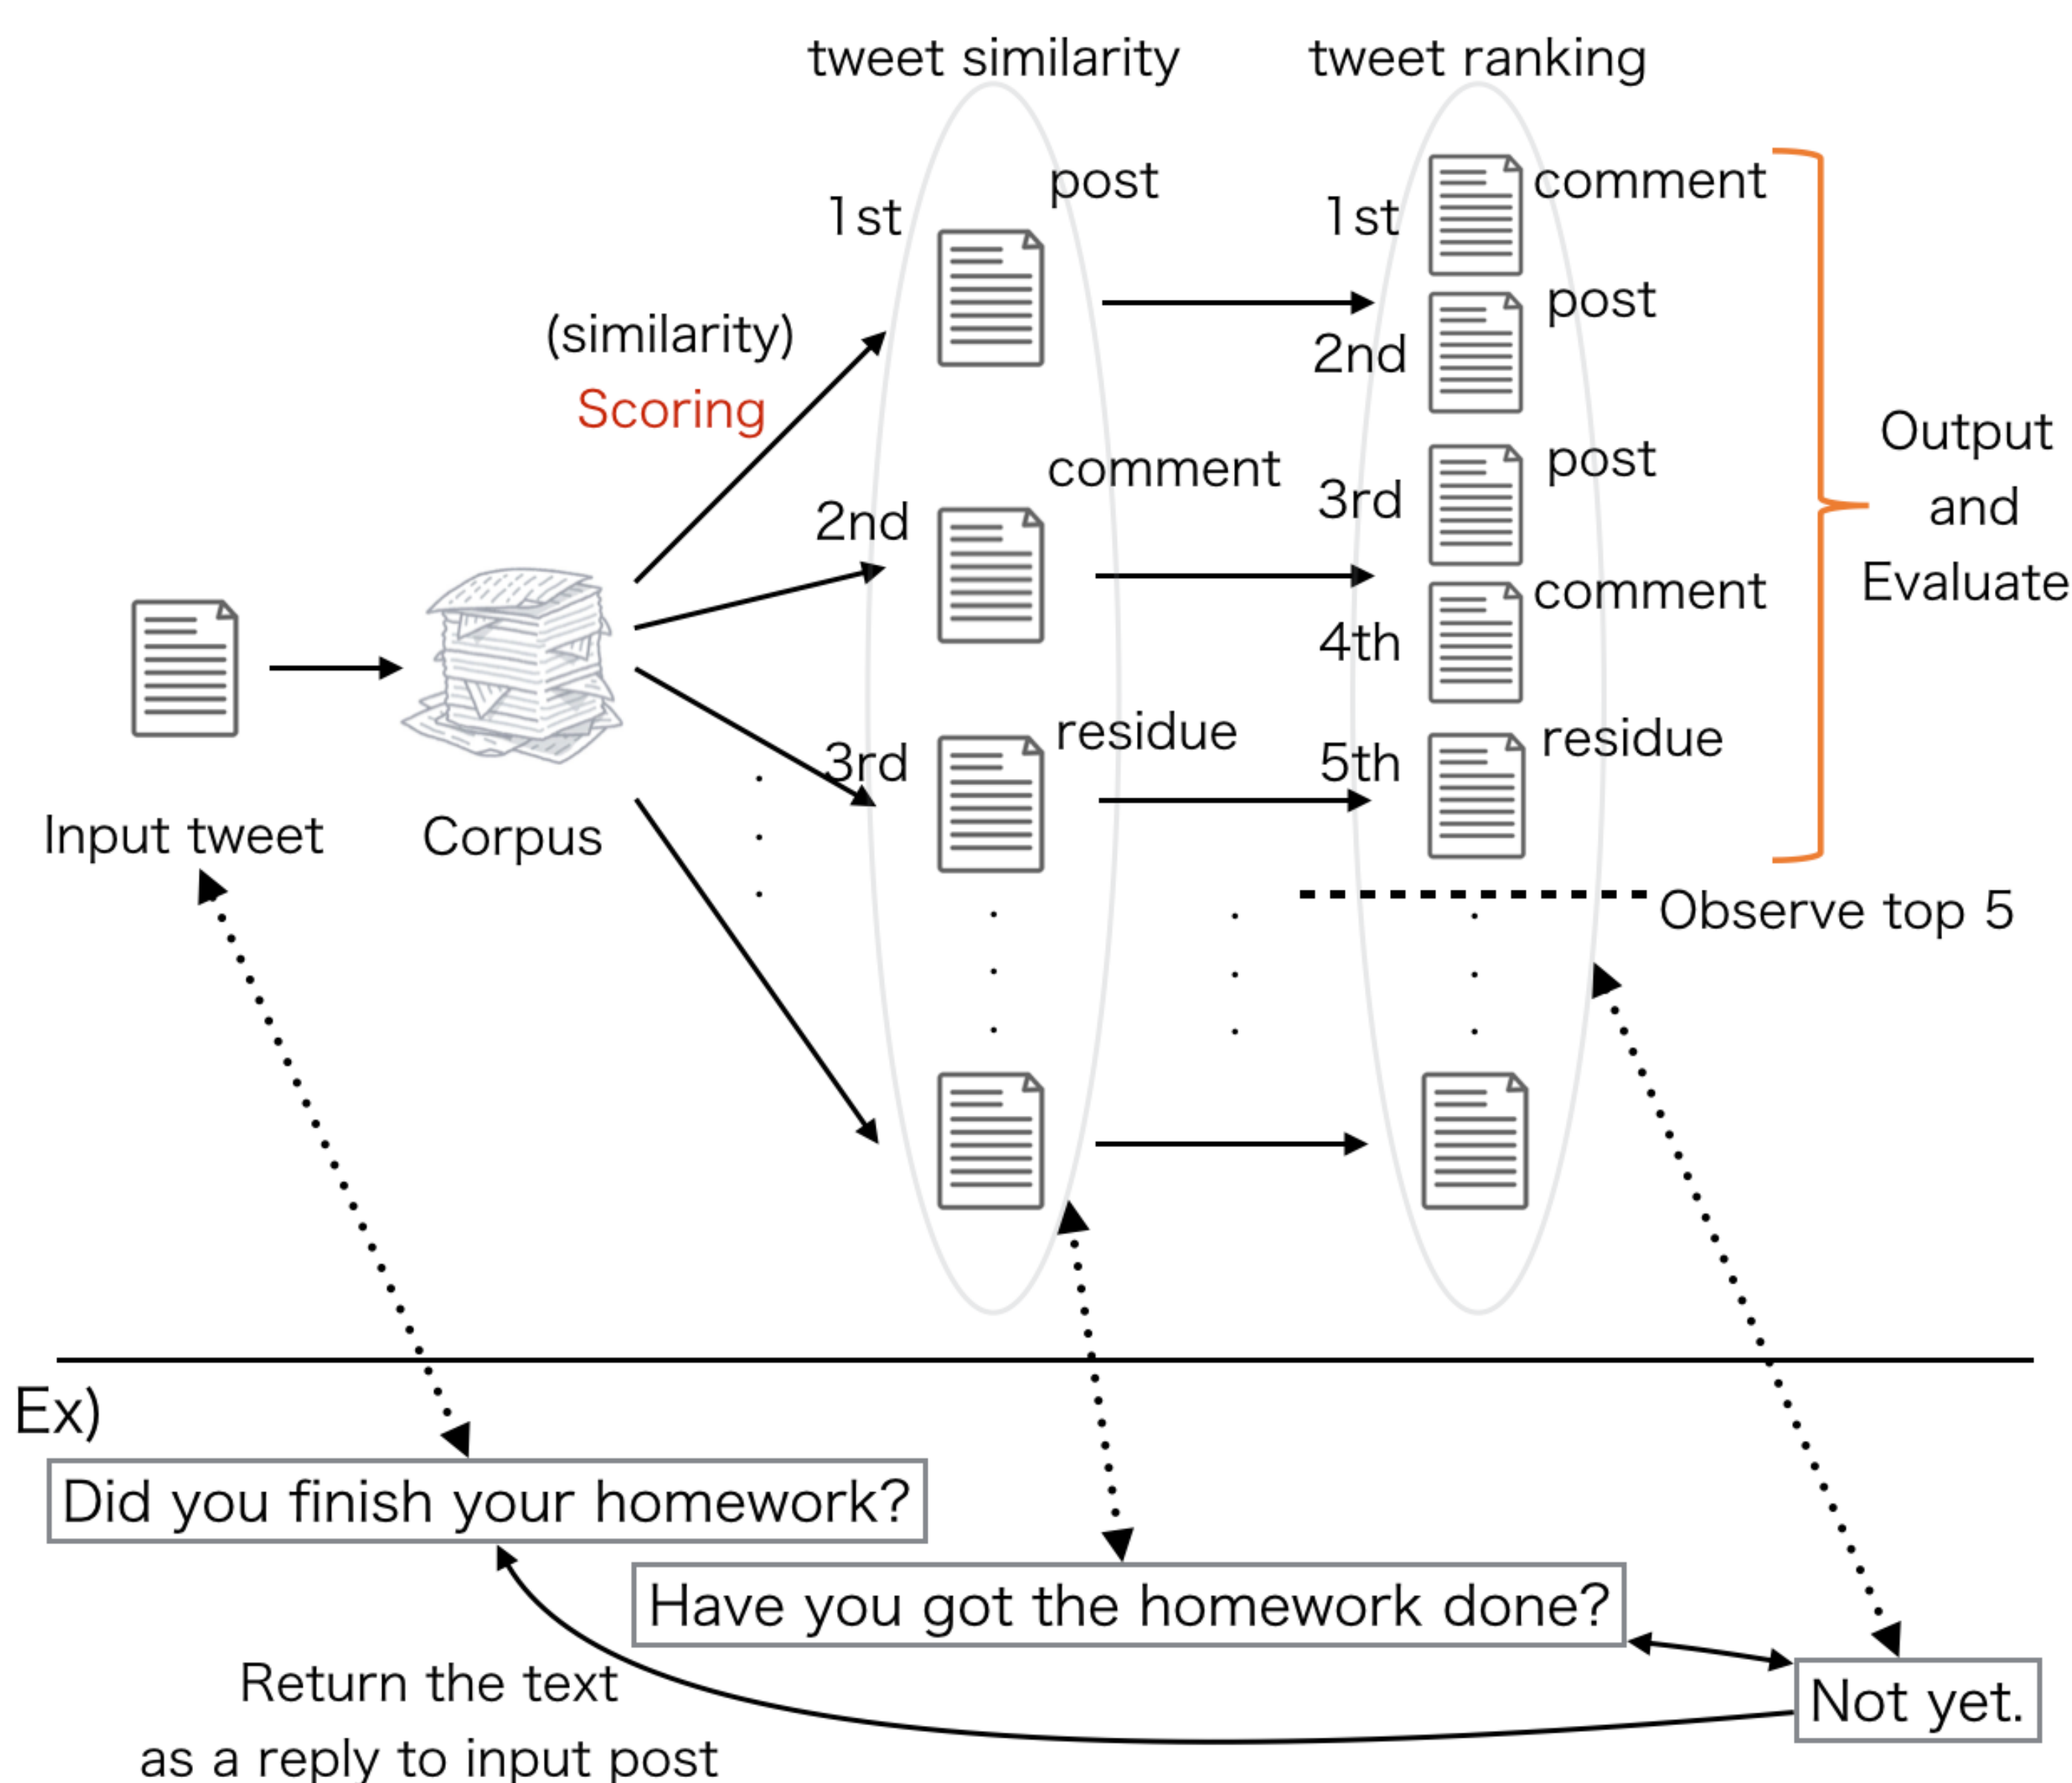 tweet similarity
tweet ranking
1st
post
1st
comment
2nd
post
(similarity)
Scoring
2nd
comment
3rd
post
4th
comment
3rd
residue
5th
residue
Output
and
Evaluate
Input tweet
Corpus
Observe top 5
Ex)
Did you finish your homework?
Have you got the homework done?
Not yet.
Return the text
as a reply to input post